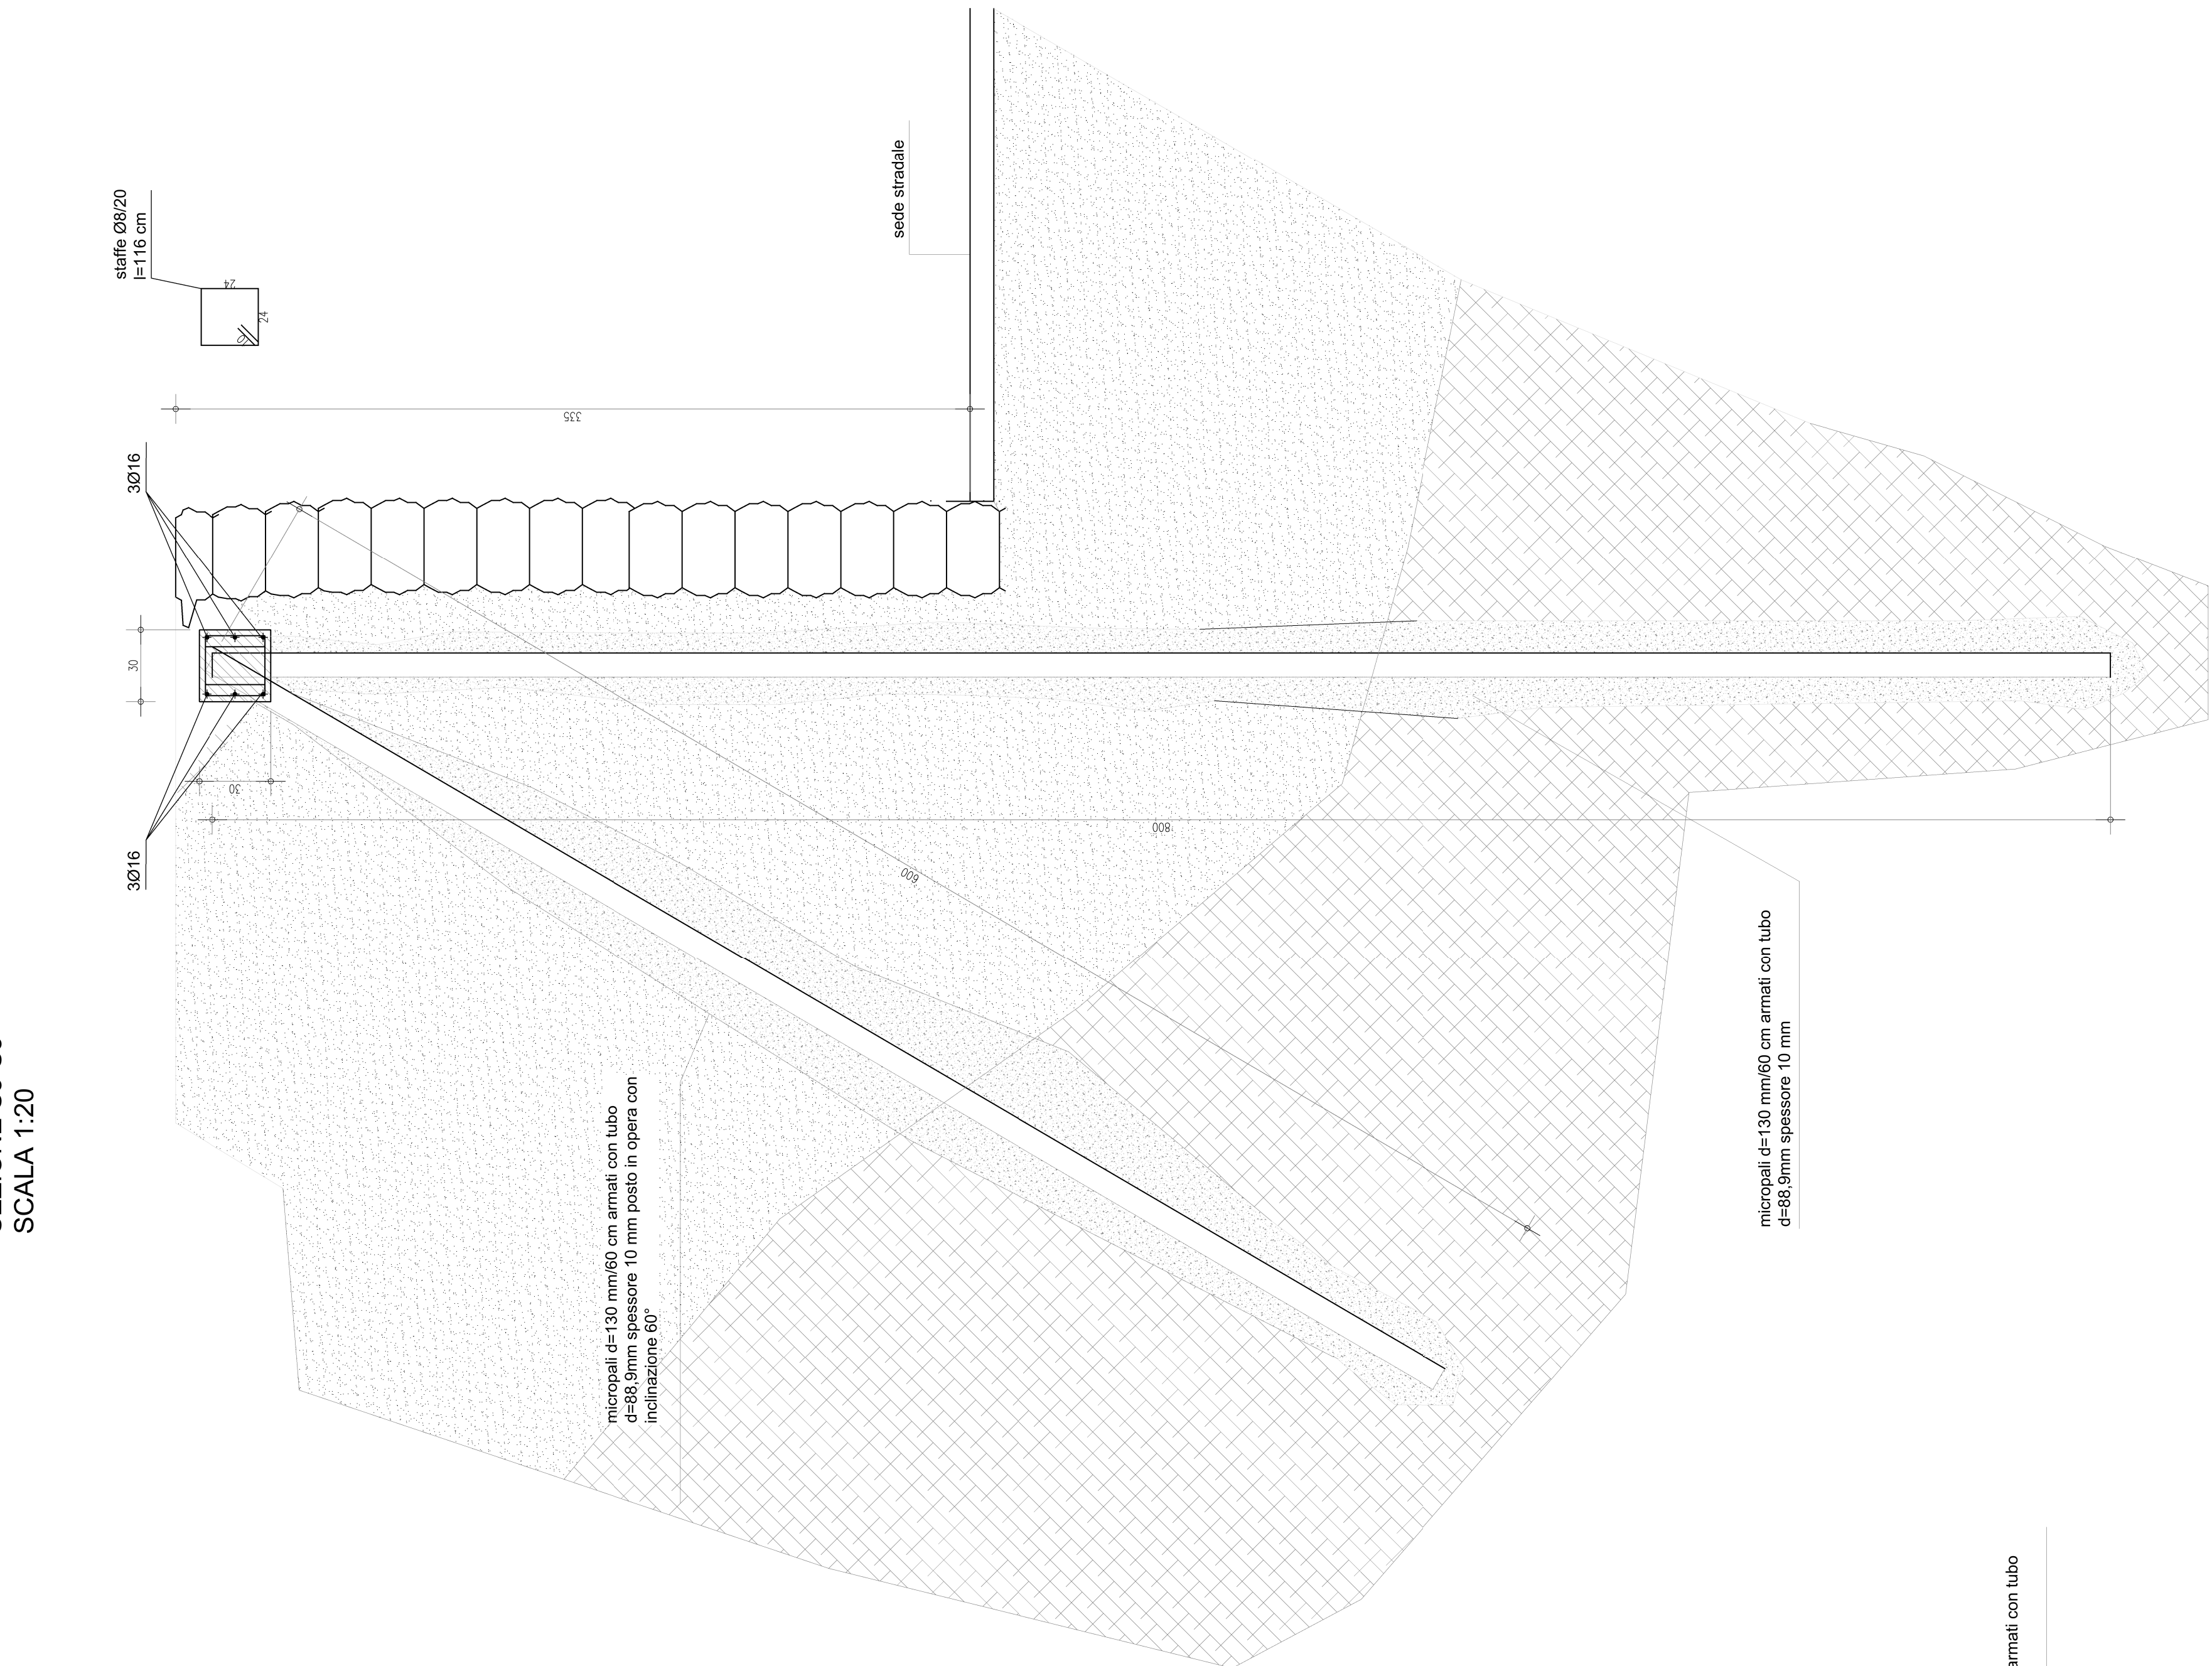 SCALA 1:20
staffe Ø8/20
l=116 cm
24
24
3Ø16
3Ø16
30
30
335
sede stradale
800
600
micropali d=130 mm/60 cm armati con tubo
d=88,9mm spessore 10 mm posto in opera con
inclinazione 60°
micropali d=130 mm/60 cm armati con tubo
d=88,9mm spessore 10 mm
armati con tubo